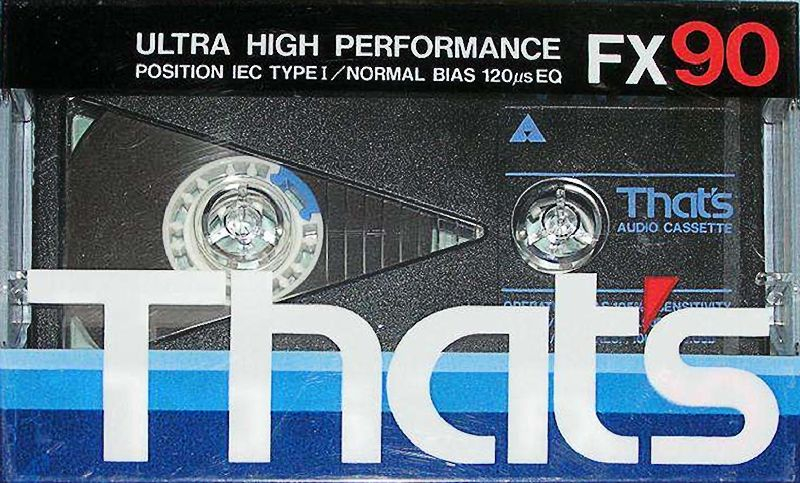 ULTRA HIGH PERFORMANCE
POSITION IEC TYPE I/NORMAL BIAS 120μs EQ
FX90
That's
AUDIO CASSETTE
That's